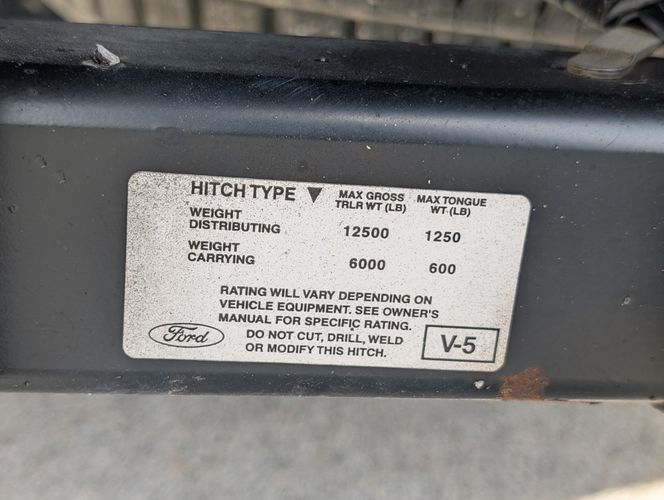 HITCH TYPE ▼ MAX GROSS TRLR WT (LB) MAX TONGUE WT (LB)
WEIGHT DISTRIBUTING 12500 1250
WEIGHT CARRYING 6000 600
RATING WILL VARY DEPENDING ON
VEHICLE EQUIPMENT. SEE OWNER'S
MANUAL FOR SPECIFIC RATING.
DO NOT CUT, DRILL, WELD
OR MODIFY THIS HITCH.
Ford
V-5